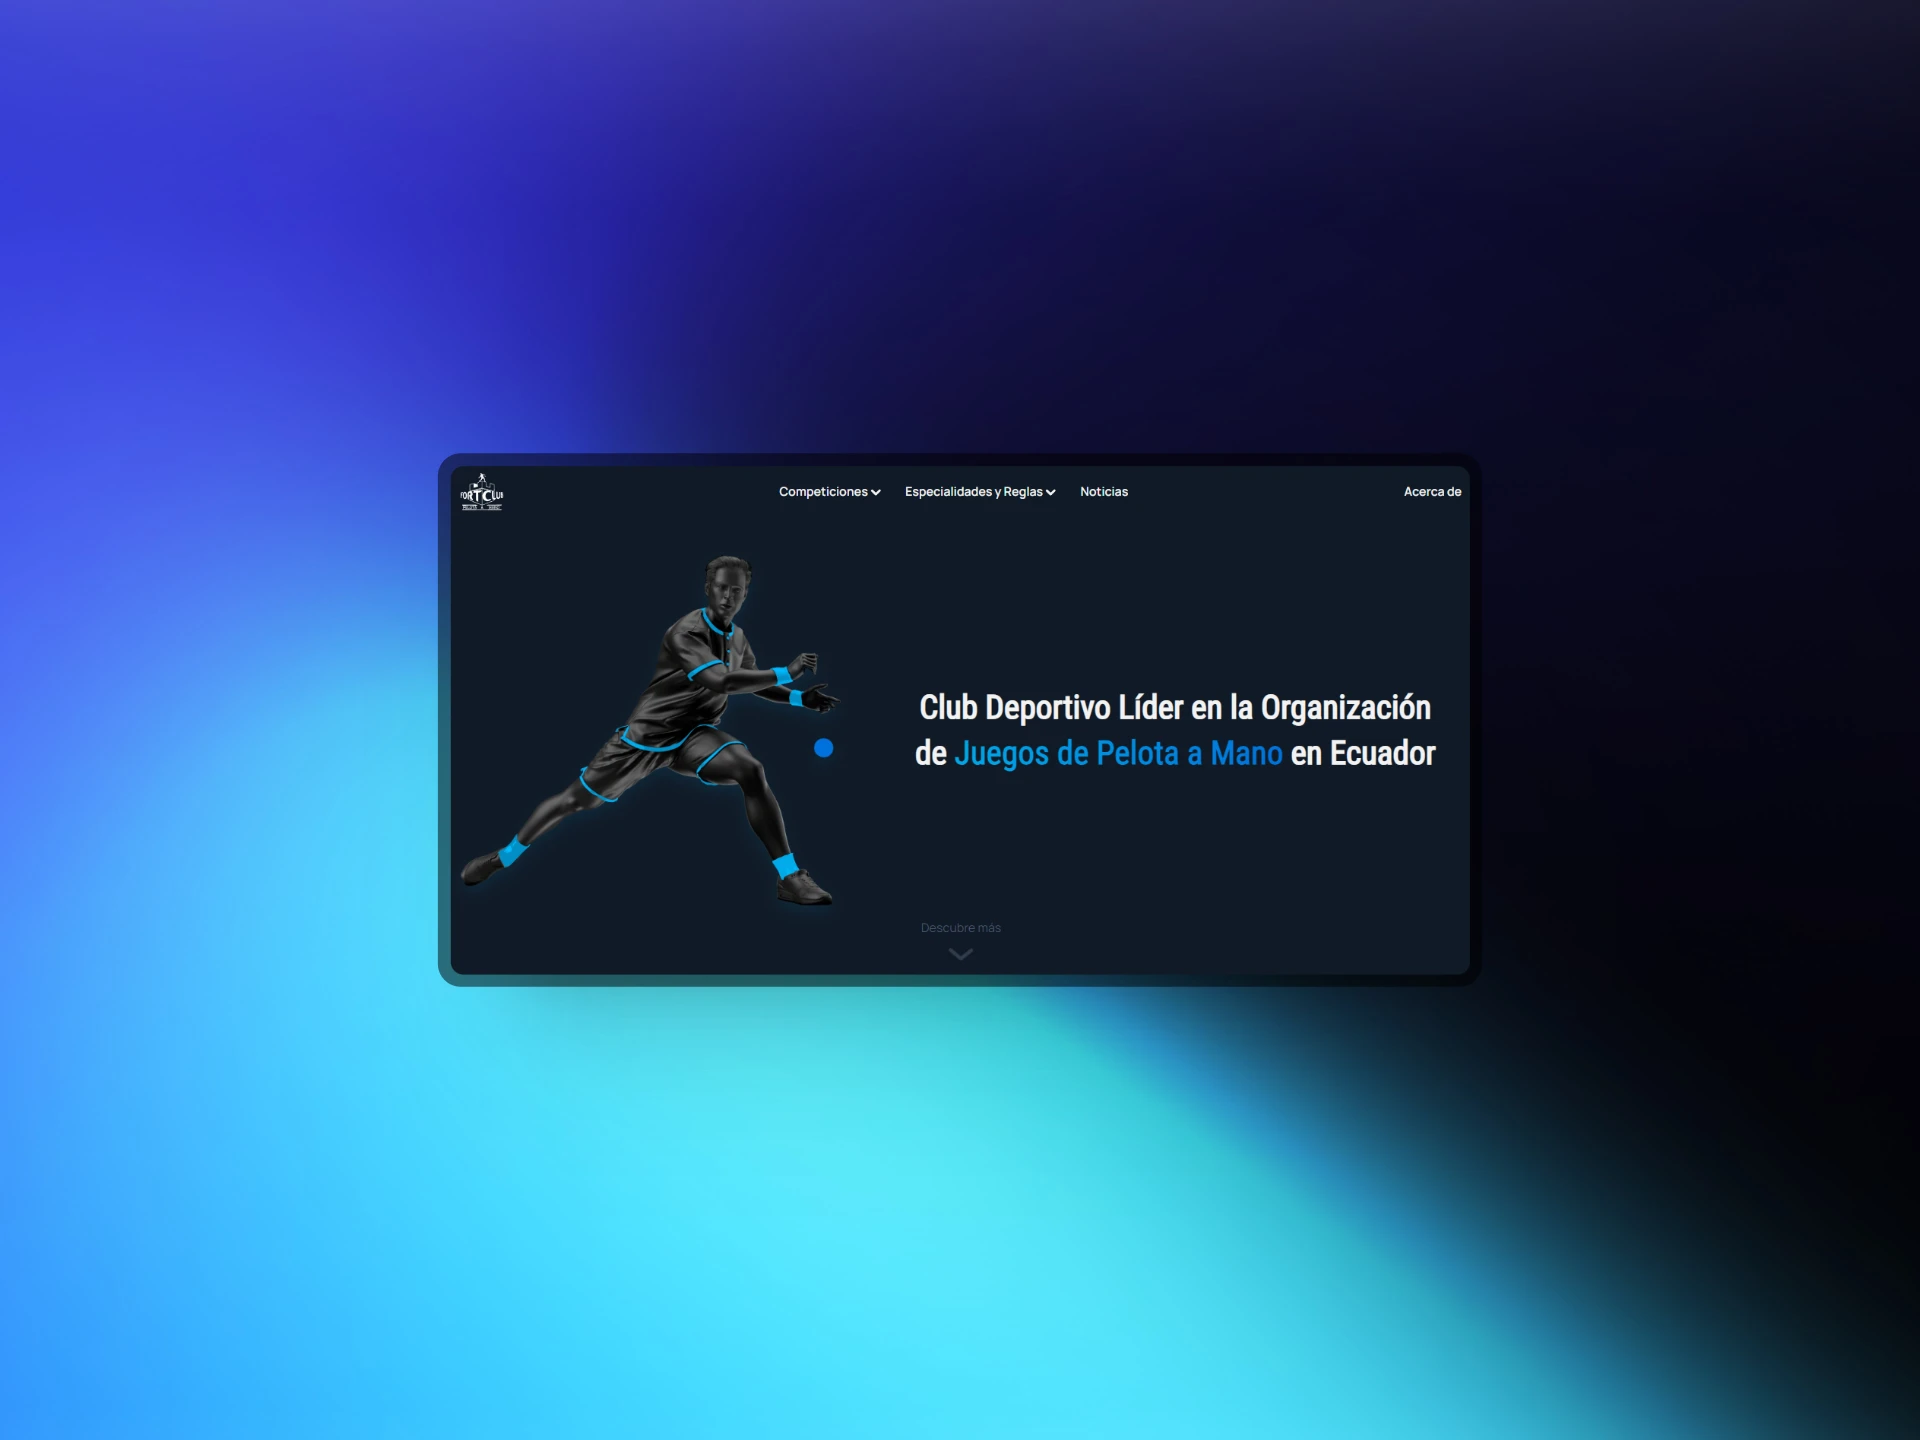 Competiciones
Especialidades y Reglas
Noticias
Acerca de
Club Deportivo Líder en la Organización
de Juegos de Pelota a Mano en Ecuador
Descubre más